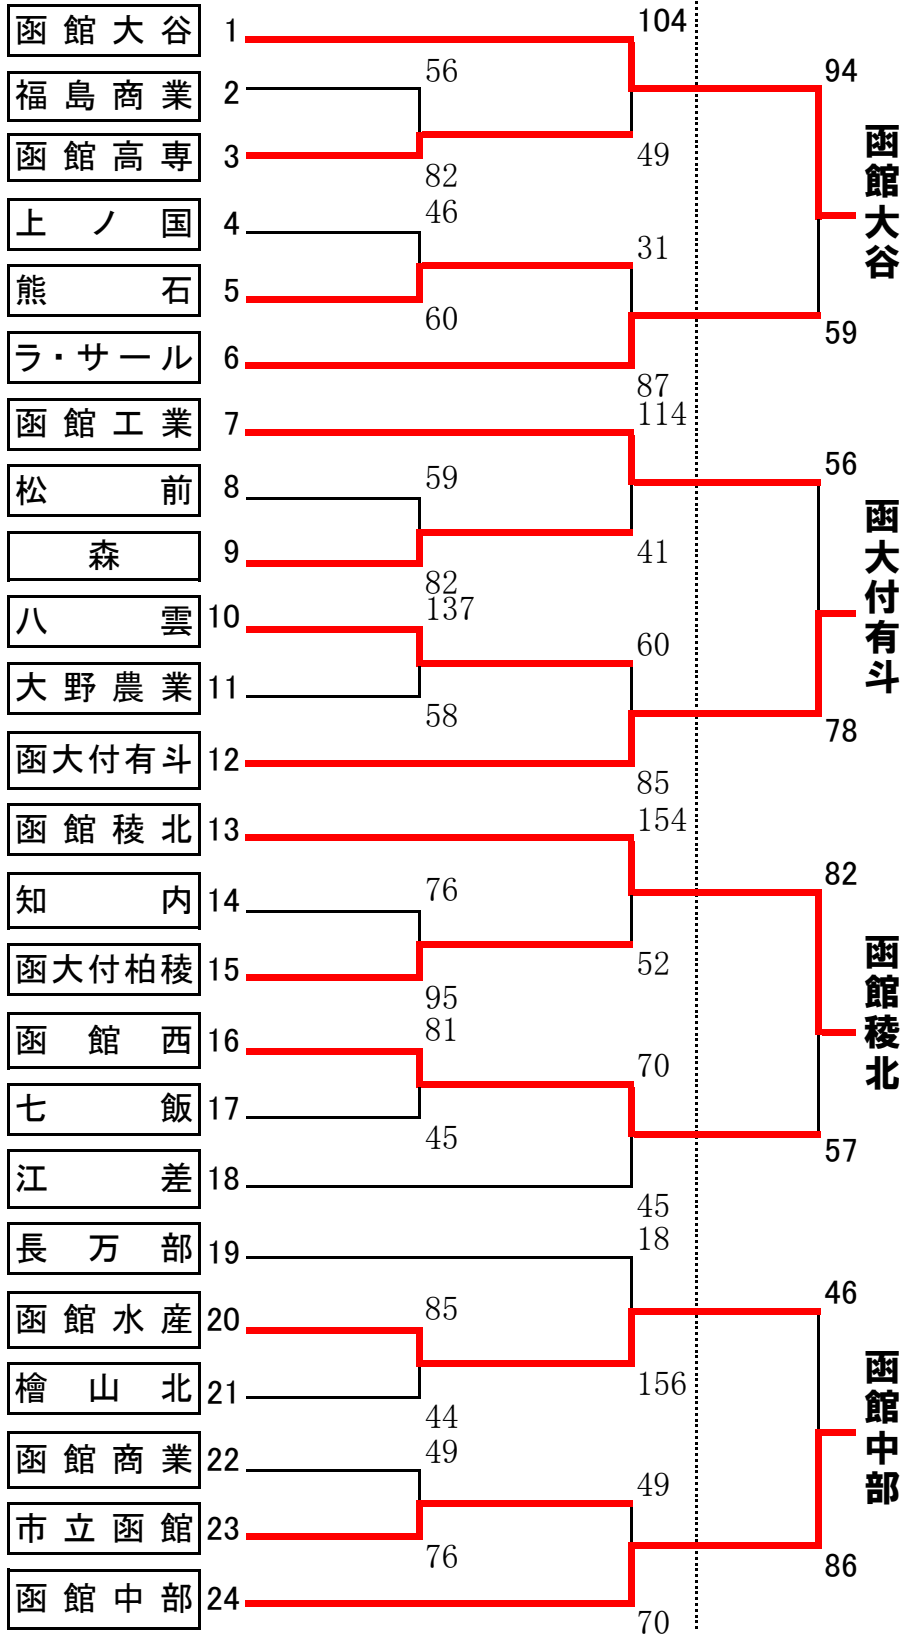 函館大谷 1
福島商業 2
函館高専 3
上ノ国 4
熊石 5
ラ・サール 6
函館工業 7
松前 8
森 9
八雲 10
大野農業 11
函大付有斗 12
函館稜北 13
知内 14
函大付柏稜 15
函館西 16
七飯 17
江差 18
長万部 19
函館水産 20
檜山北 21
函館商業 22
市立函館 23
函館中部 24
56
82
46
60
59
82
137
58
76
95
81
45
85
44
49
76
104
49
31
87
114
41
60
85
154
52
70
45
18
156
49
70
94
59
56
78
82
57
46
86
函館大谷
函大付有斗
函館稜北
函館中部